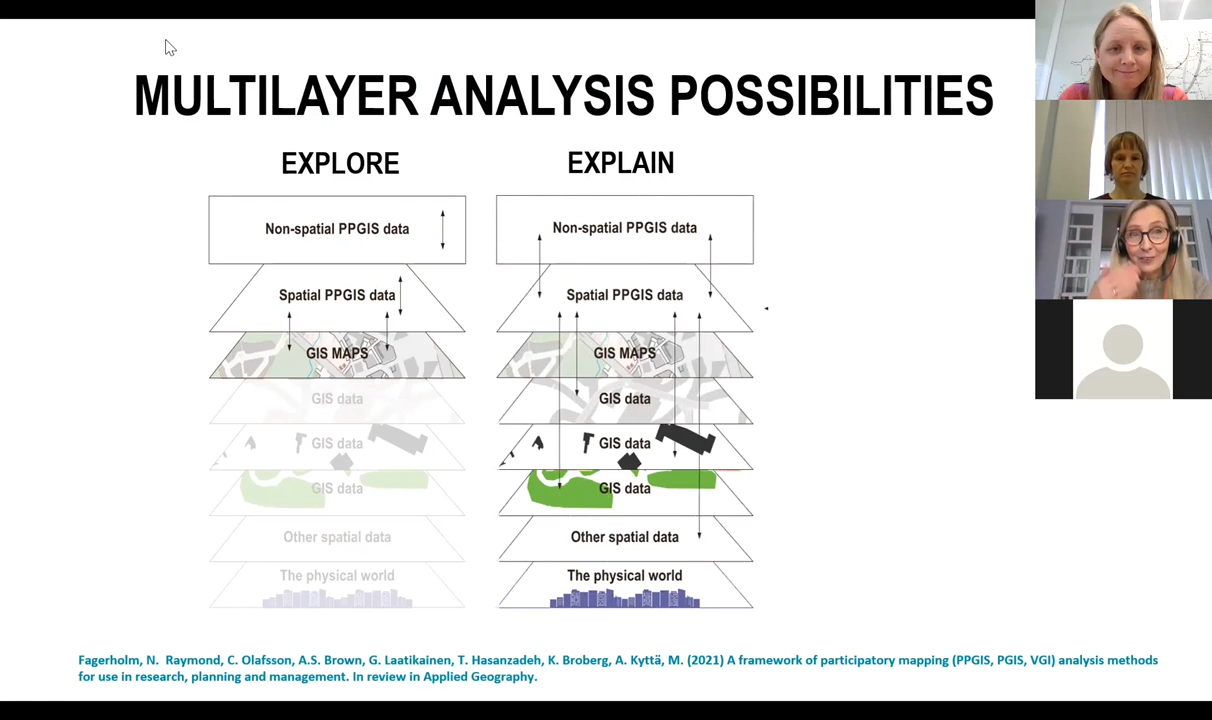 MULTILAYER ANALYSIS POSSIBILITIES
EXPLORE
Non-spatial PPGIS data
Spatial PPGIS data
GIS MAPS
GIS data
GIS data
GIS data
Other spatial data
The physical world
EXPLAIN
Non-spatial PPGIS data
Spatial PPGIS data
GIS MAPS
GIS data
GIS data
GIS data
Other spatial data
The physical world
Fagerholm, N. Raymond, C. Olafsson, A.S. Brown, G. Laatikainen, T. Hasanzadeh, K. Broberg, A. Kyttä, M. (2021) A framework of participatory mapping (PPGIS, PGIS, VGI) analysis methods
for use in research, planning and management. In review in Applied Geography.